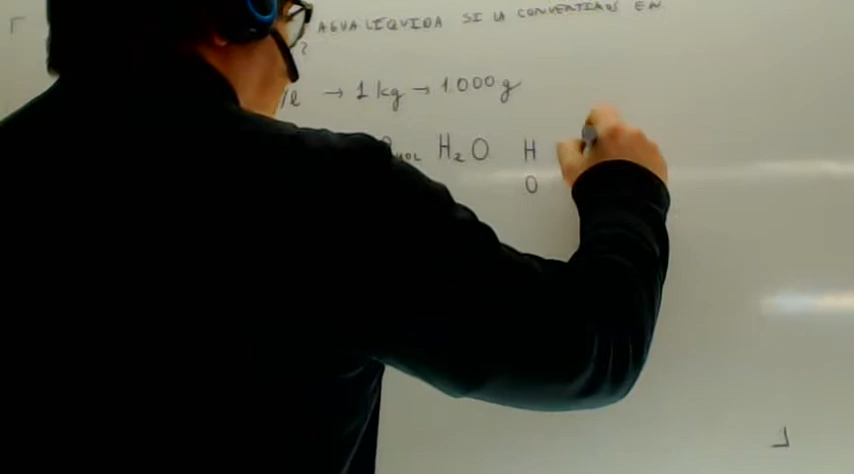 AGUA LÍQUIDA SI LA CONVERTIMOS EN
?
/l → 1 kg → 1.000 g
mol H₂O H
O